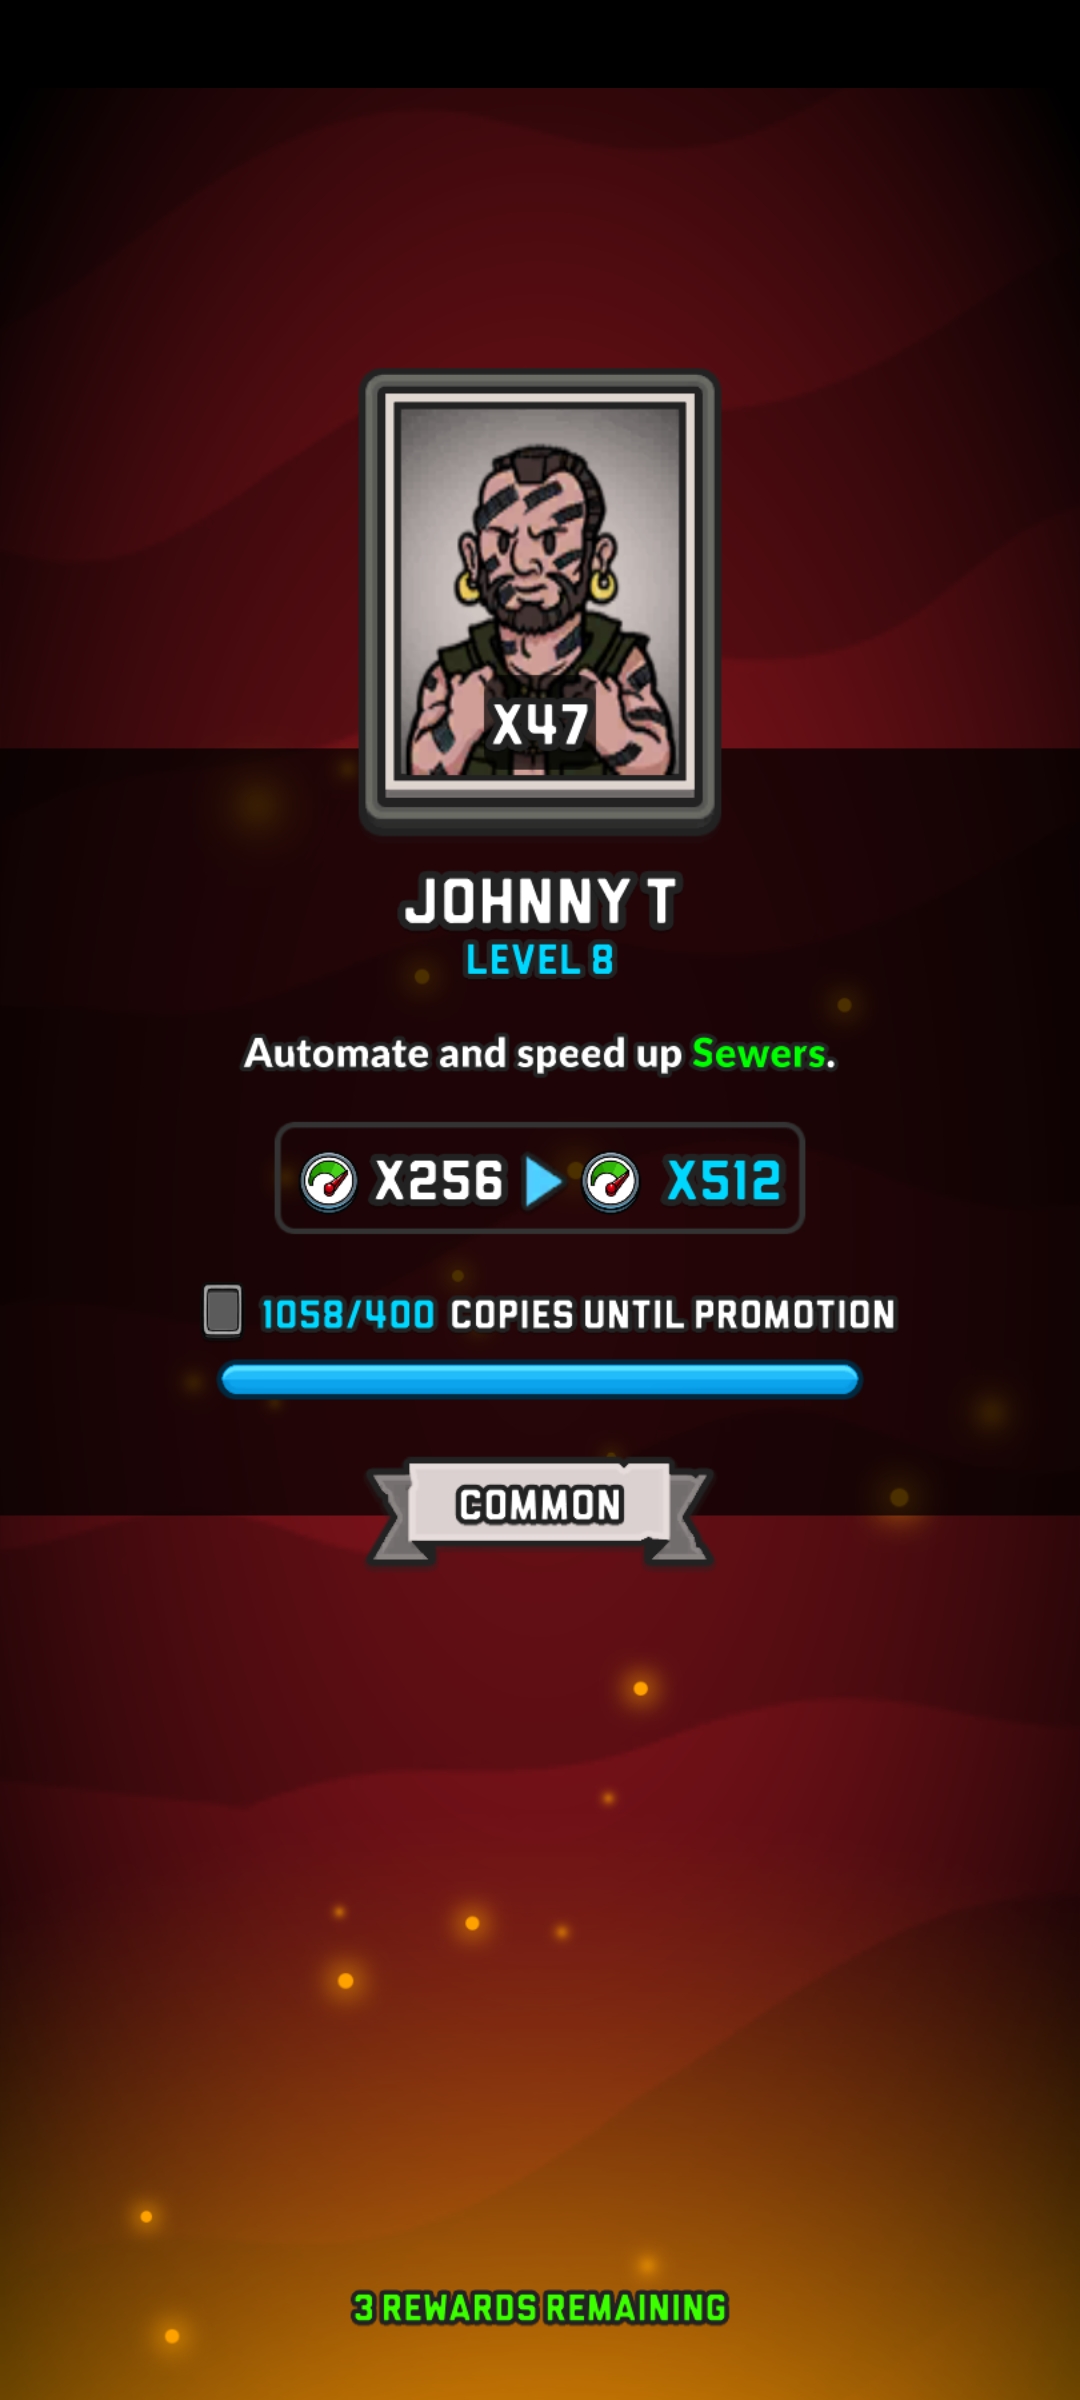 X47
JOHNNY T
LEVEL 8
Automate and speed up Sewers.
X256 X512
1058/400 COPIES UNTIL PROMOTION
COMMON
3 REWARDS REMAINING